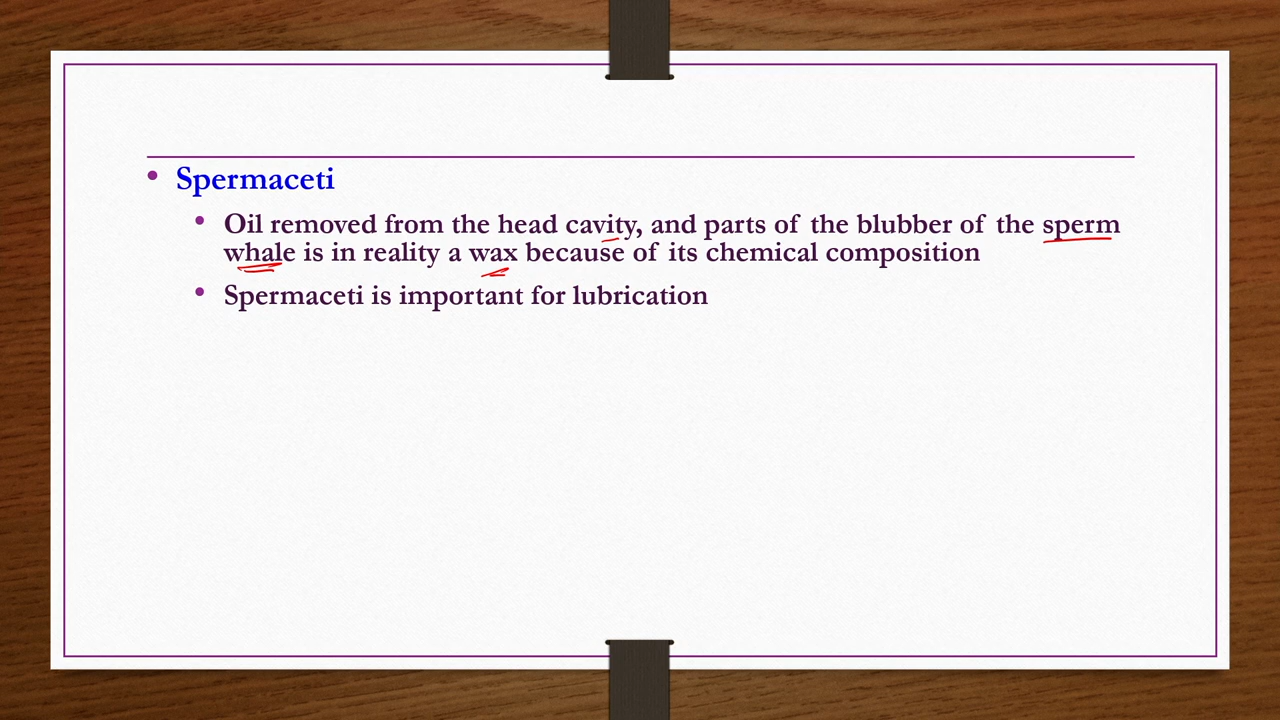 Spermaceti
Oil removed from the head cavity, and parts of the blubber of the sperm
whale is in reality a wax because of its chemical composition
Spermaceti is important for lubrication